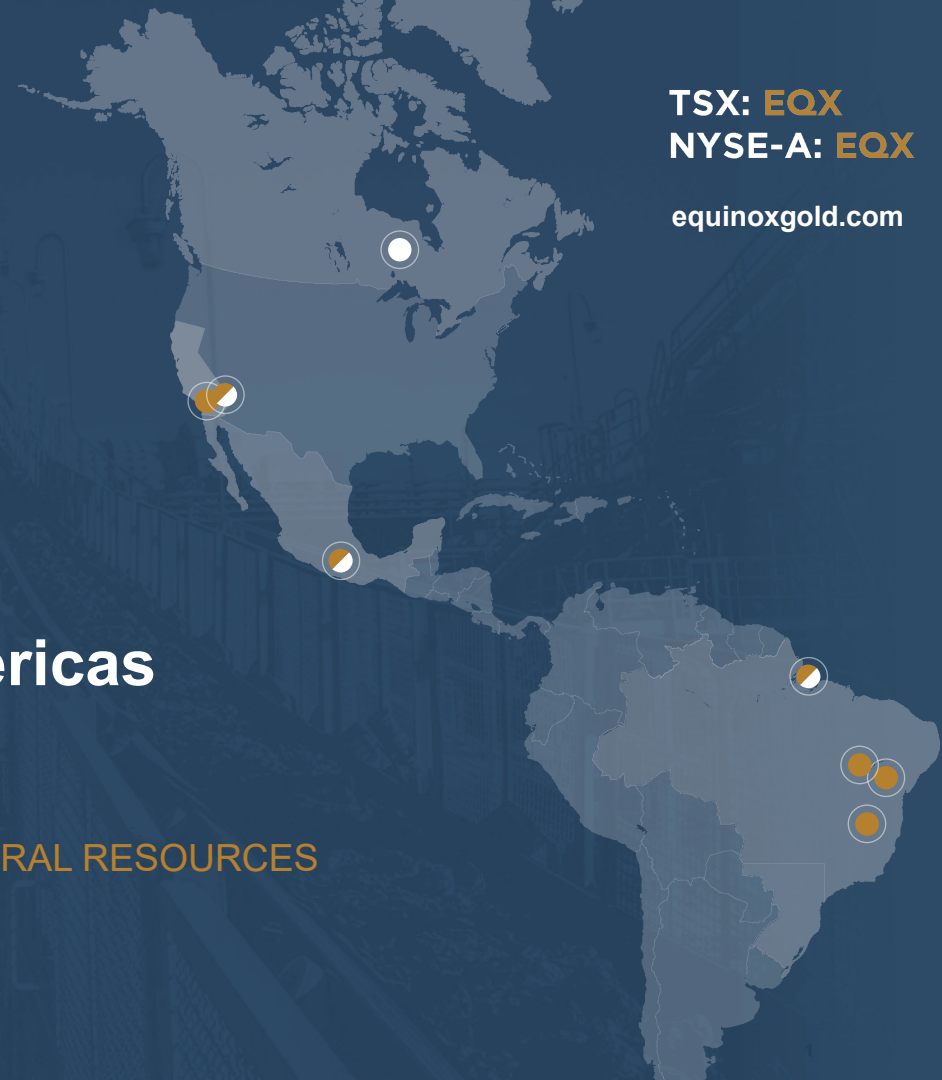 TSX: EQX
NYSE-A: EQX
equinoxgold.com
ericas
RAL RESOURCES